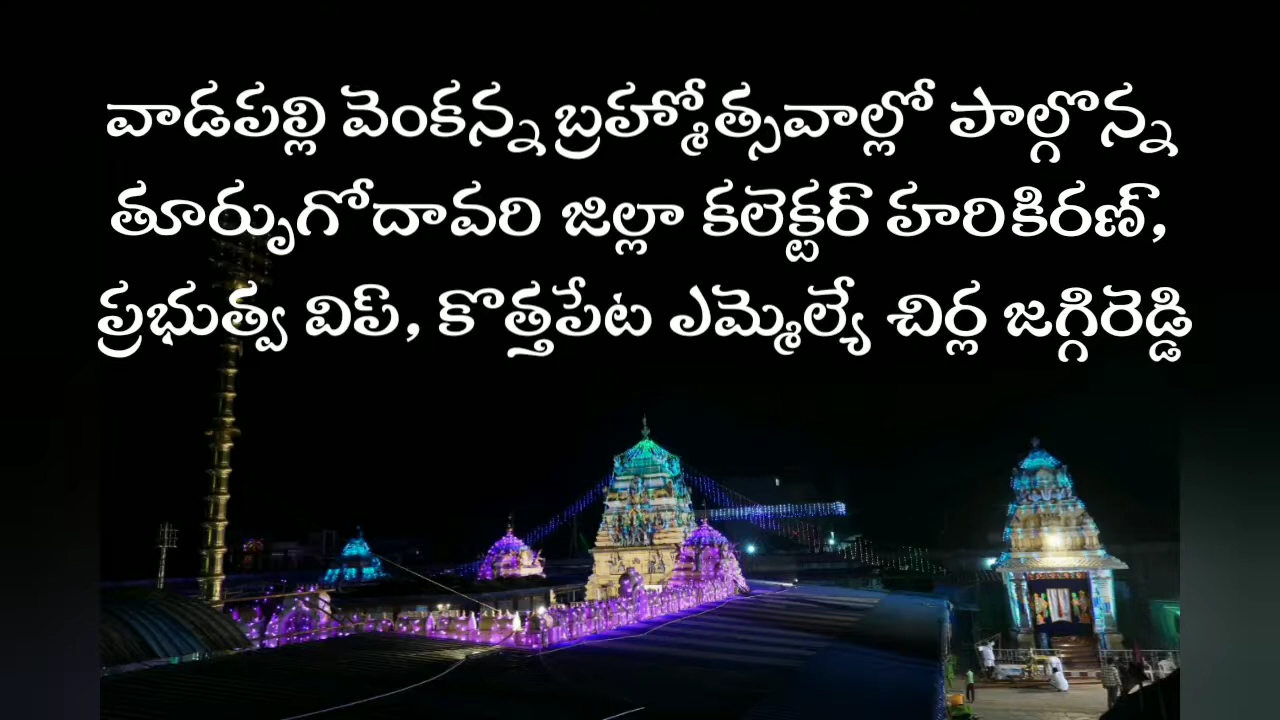 వాడపల్లి వెంకన్న బ్రహ్మోత్సవాల్లో పాల్గొన్న
తూర్పుగోదావరి జిల్లా కలెక్టర్ హరికిరణ్,
ప్రభుత్వ విప్, కొత్తపేట ఎమ్మెల్యే చిర్ల జగ్గిరెడ్డి